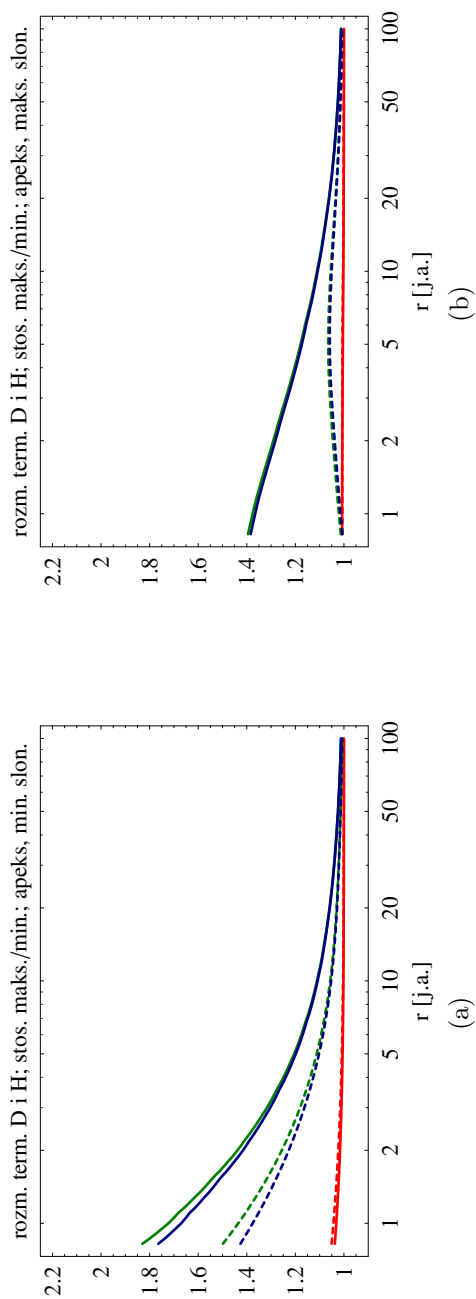 rozm. term. D i H; stos. maks./min.; apeks, min. slon.
2.2
2
1.8
1.6
1.4
1.2
1
1 2 5 10 20 50 100
r [j.a.]
(a)
rozm. term. D i H; stos. maks./min.; apeks, maks. slon.
2.2
2
1.8
1.6
1.4
1.2
1
1 2 5 10 20 50 100
r [j.a.]
(b)